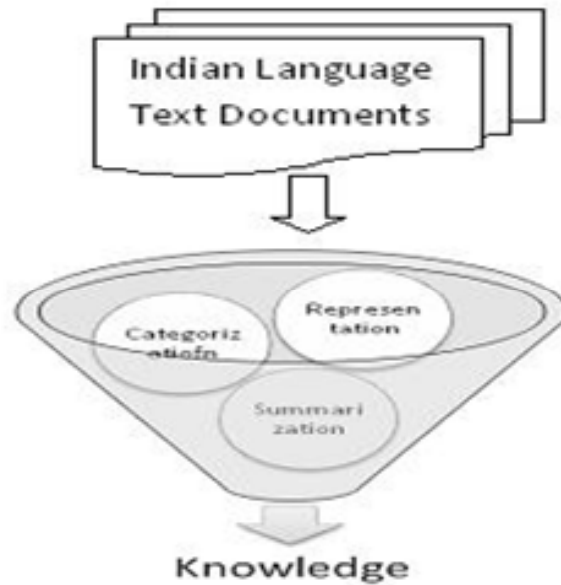 Indian Language
Text Documents
Categoriz
atiofn
Represen
tation
Summari
zation
Knowledge